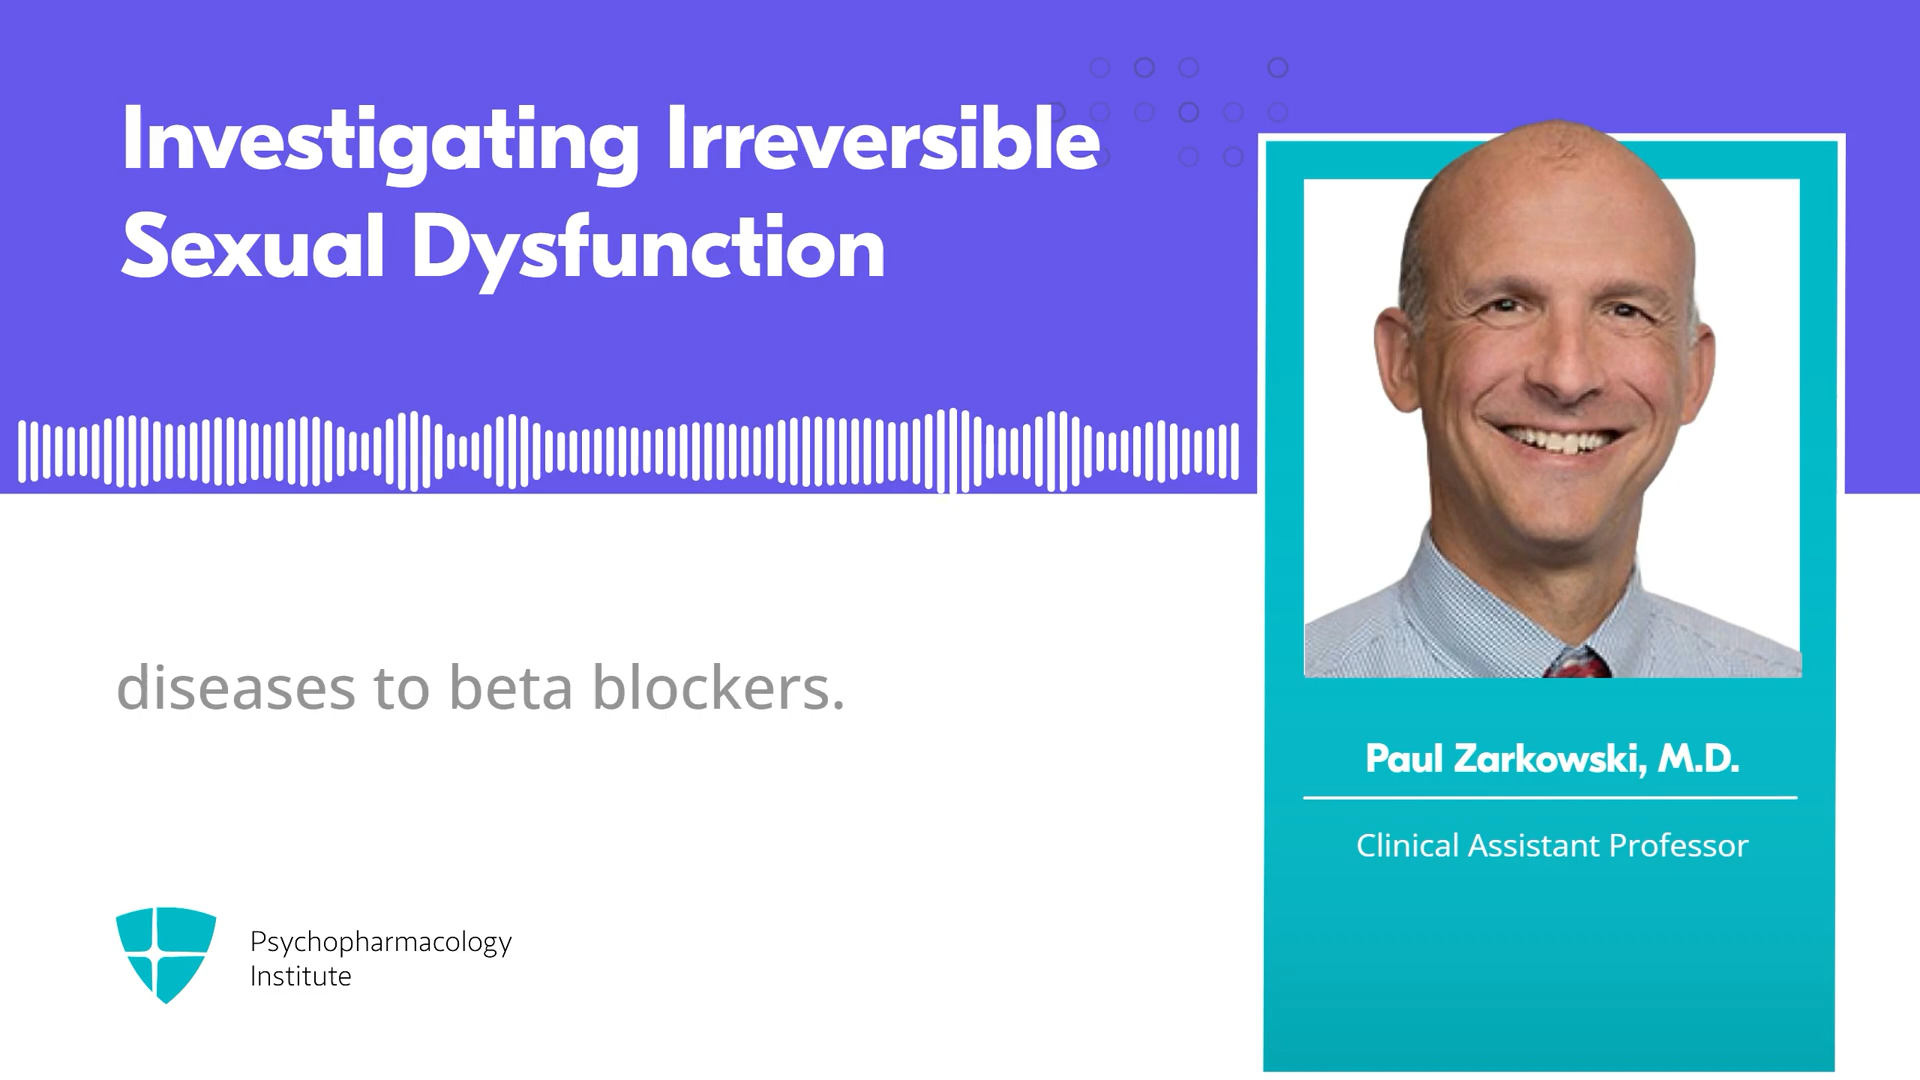 Investigating Irreversible
Sexual Dysfunction
diseases to beta blockers.
Paul Zarkowski, M.D.
Clinical Assistant Professor
Psychopharmacology
Institute